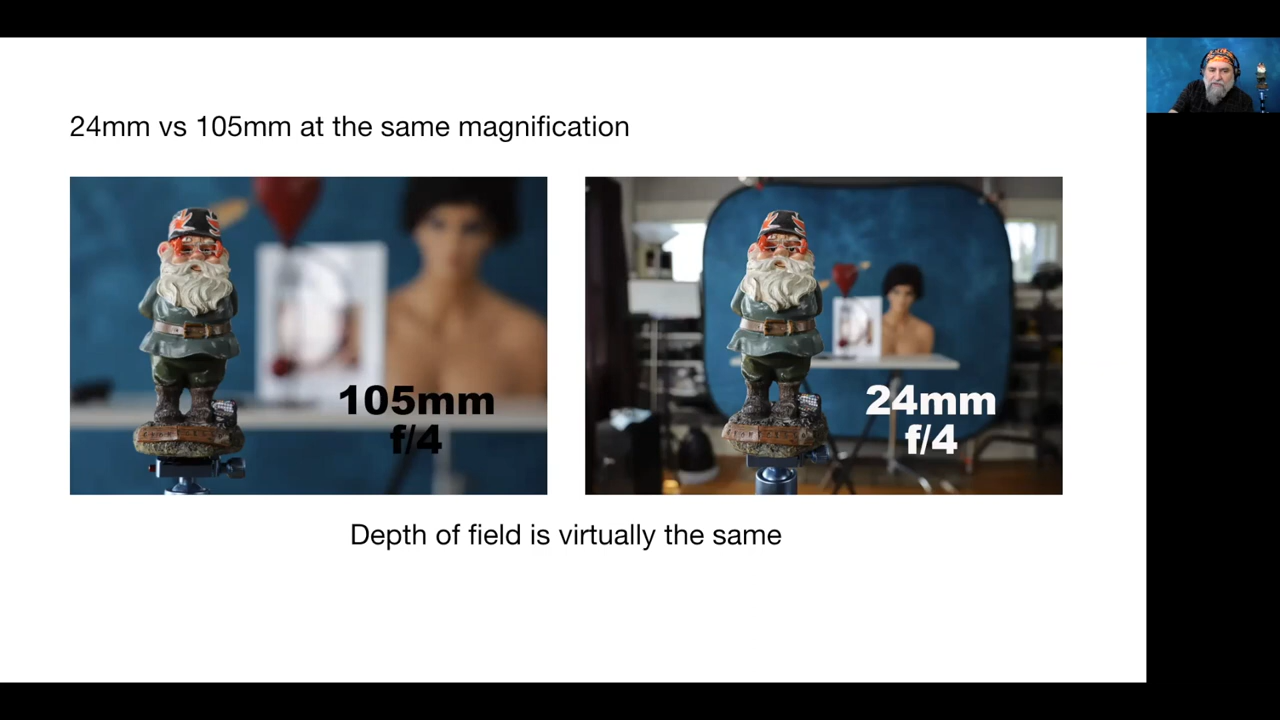 24mm vs 105mm at the same magnification
105mm
f/4
24mm
f/4
Depth of field is virtually the same